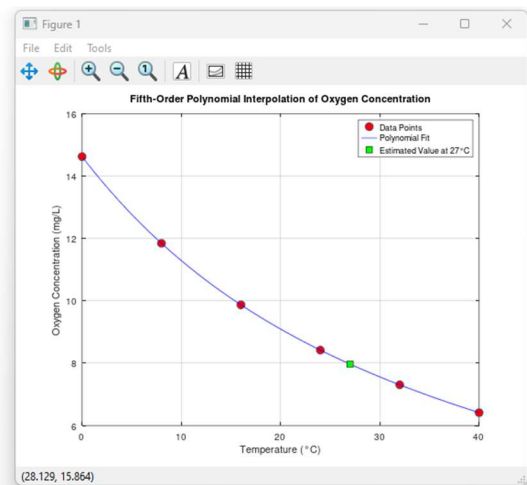 Figure 1
File Edit Tools
1 A
Fifth-Order Polynomial Interpolation of Oxygen Concentration
16
14
12
10
8
6
Oxygen Concentration (mg/L)
Data Points
Polynomial Fit
Estimated Value at 27°C
0 10 20 30 40
Temperature (°C)
(28.129, 15.864)